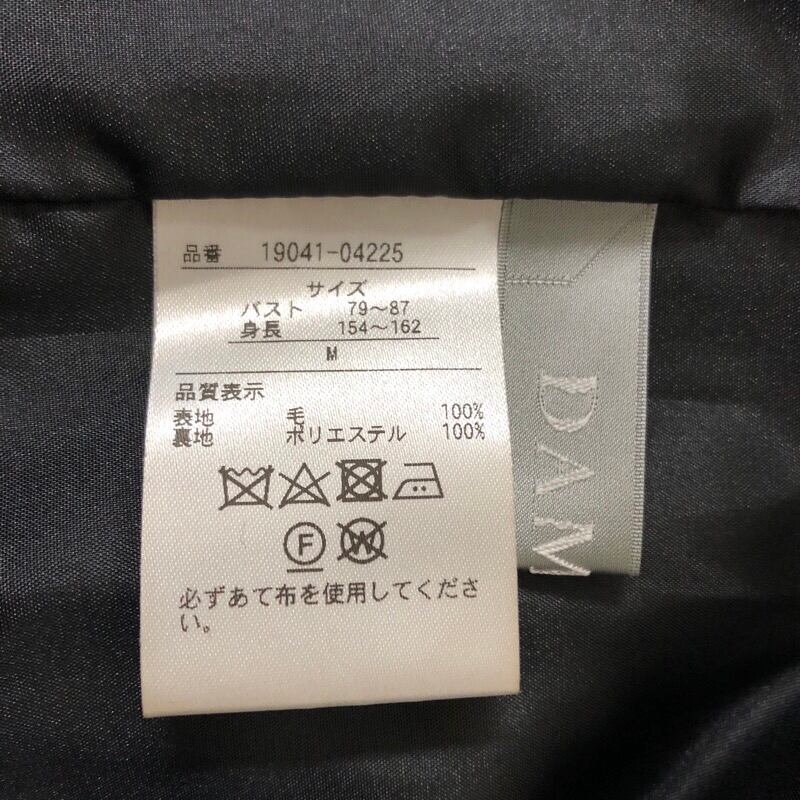 品番 19041-04225
サイズ
バスト 79〜87
身長 154〜162
M
品質表示
表地 毛 100%
裏地 ポリエステル 100%
F
W
必ずあて布を使用してくださ
い。
DAM